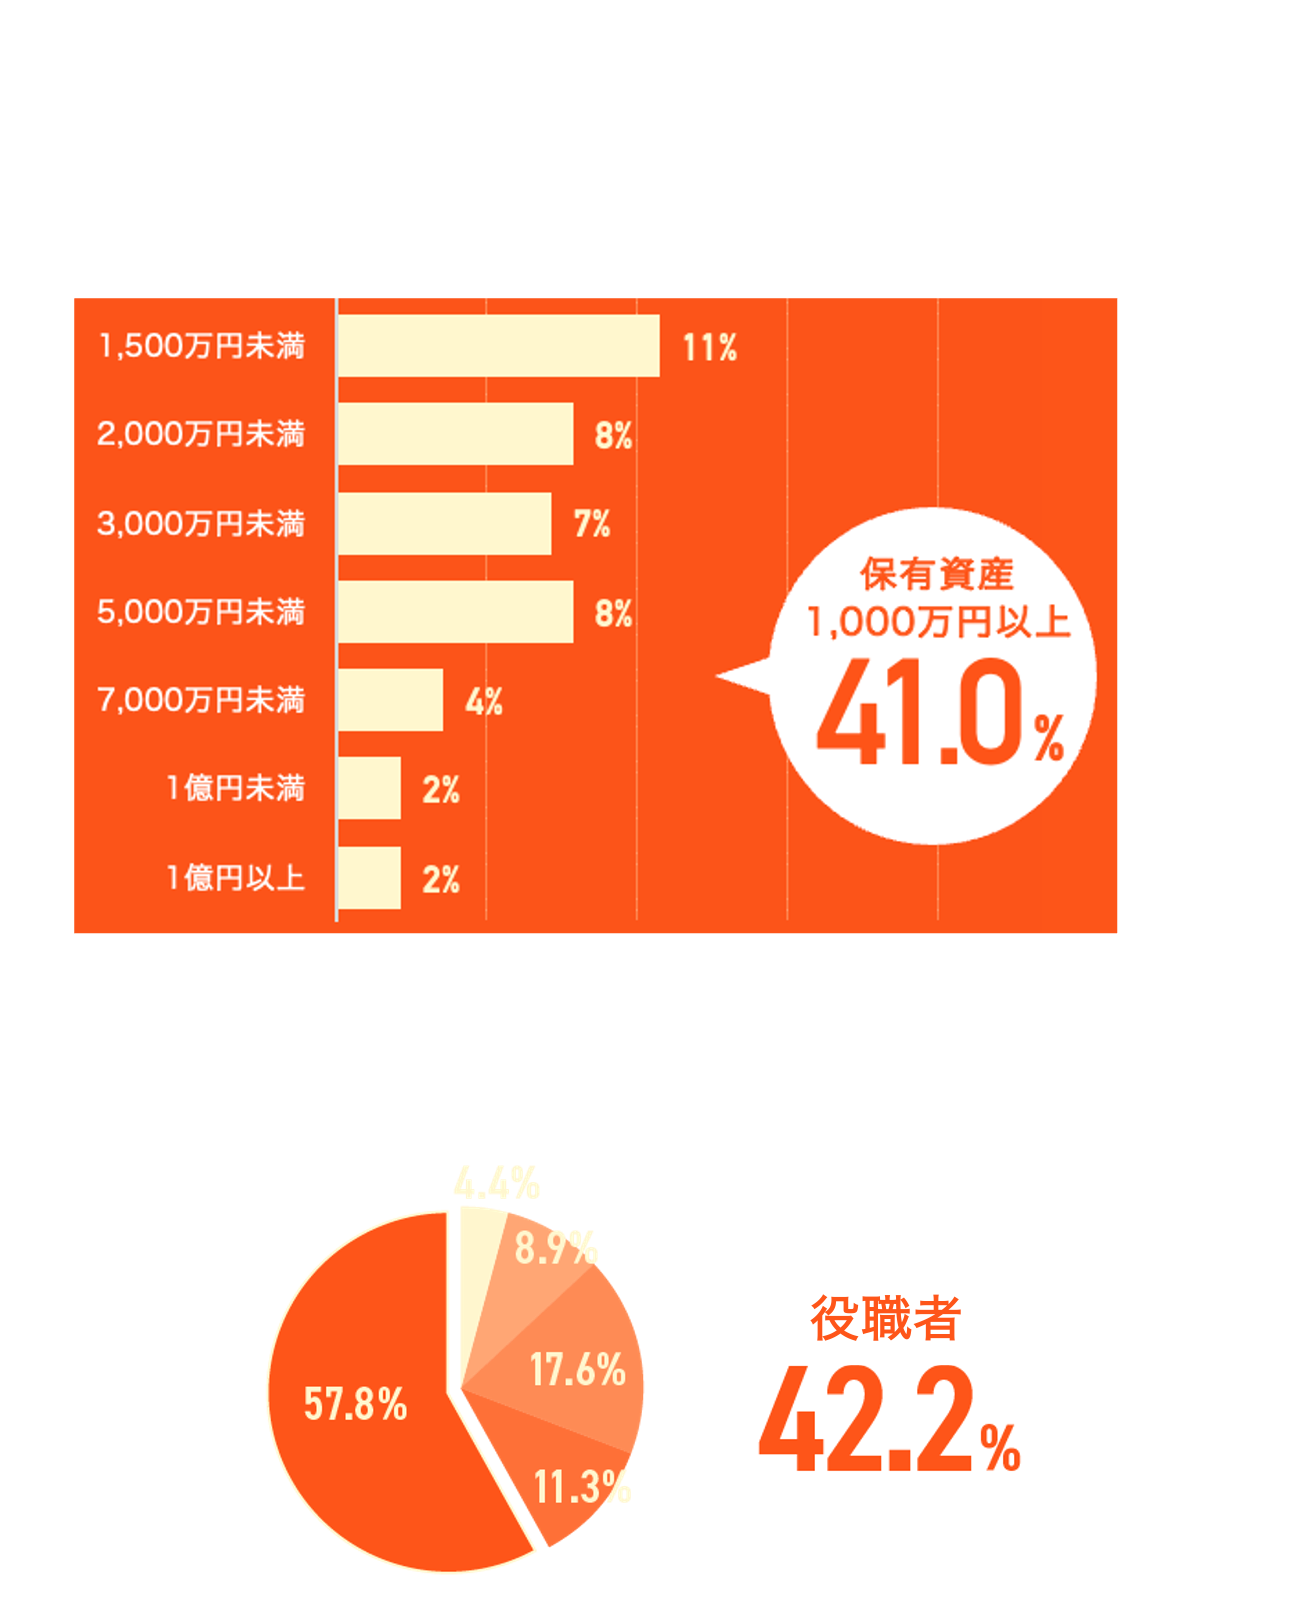 1,500万円未満 11%
2,000万円未満 8%
3,000万円未満 7%
5,000万円未満 8%
7,000万円未満 4%
1億円未満 2%
1億円以上 2%
保有資産
1,000万円以上
41.0%
4.4%
8.9%
17.6%
11.3%
57.8%
役職者
42.2%